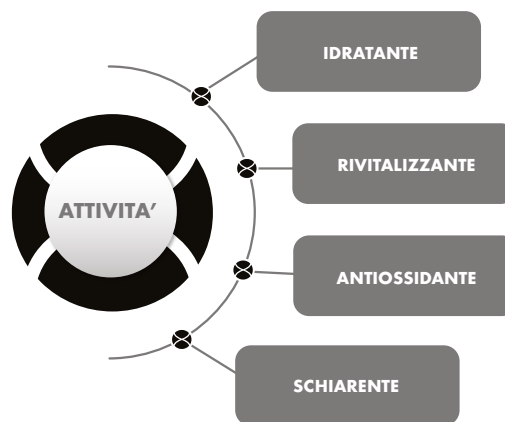 IDRATANTE
RIVITALIZZANTE
ATTIVITA’
ANTIOSSIDANTE
SCHIARENTE